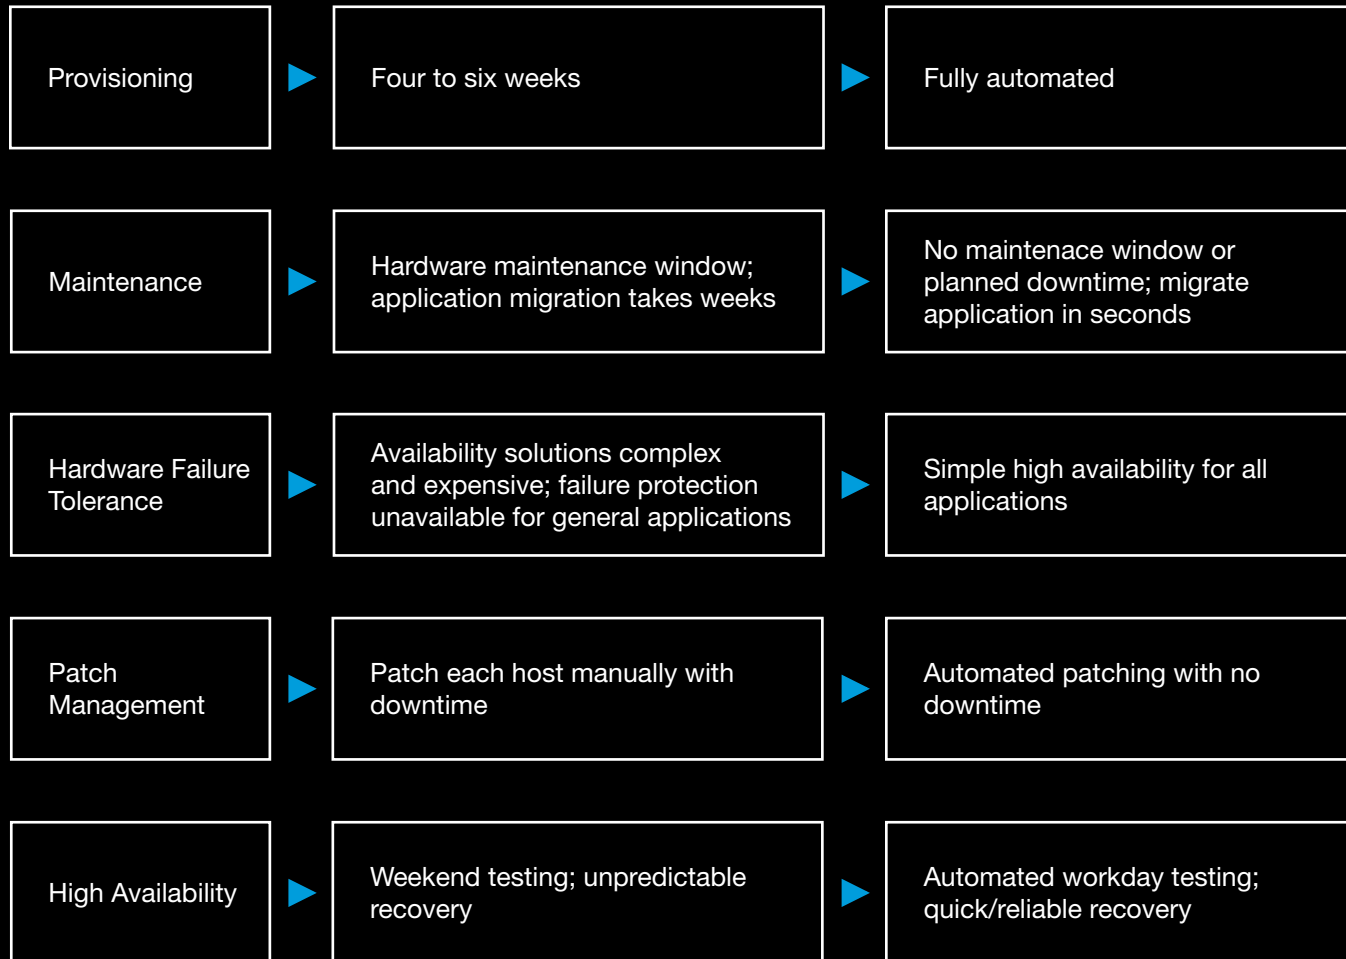 Provisioning
Four to six weeks
Fully automated
Maintenance
Hardware maintenance window;
application migration takes weeks
No maintenace window or
planned downtime; migrate
application in seconds
Hardware Failure
Tolerance
Availability solutions complex
and expensive; failure protection
unavailable for general applications
Simple high availability for all
applications
Patch
Management
Patch each host manually with
downtime
Automated patching with no
downtime
High Availability
Weekend testing; unpredictable
recovery
Automated workday testing;
quick/reliable recovery